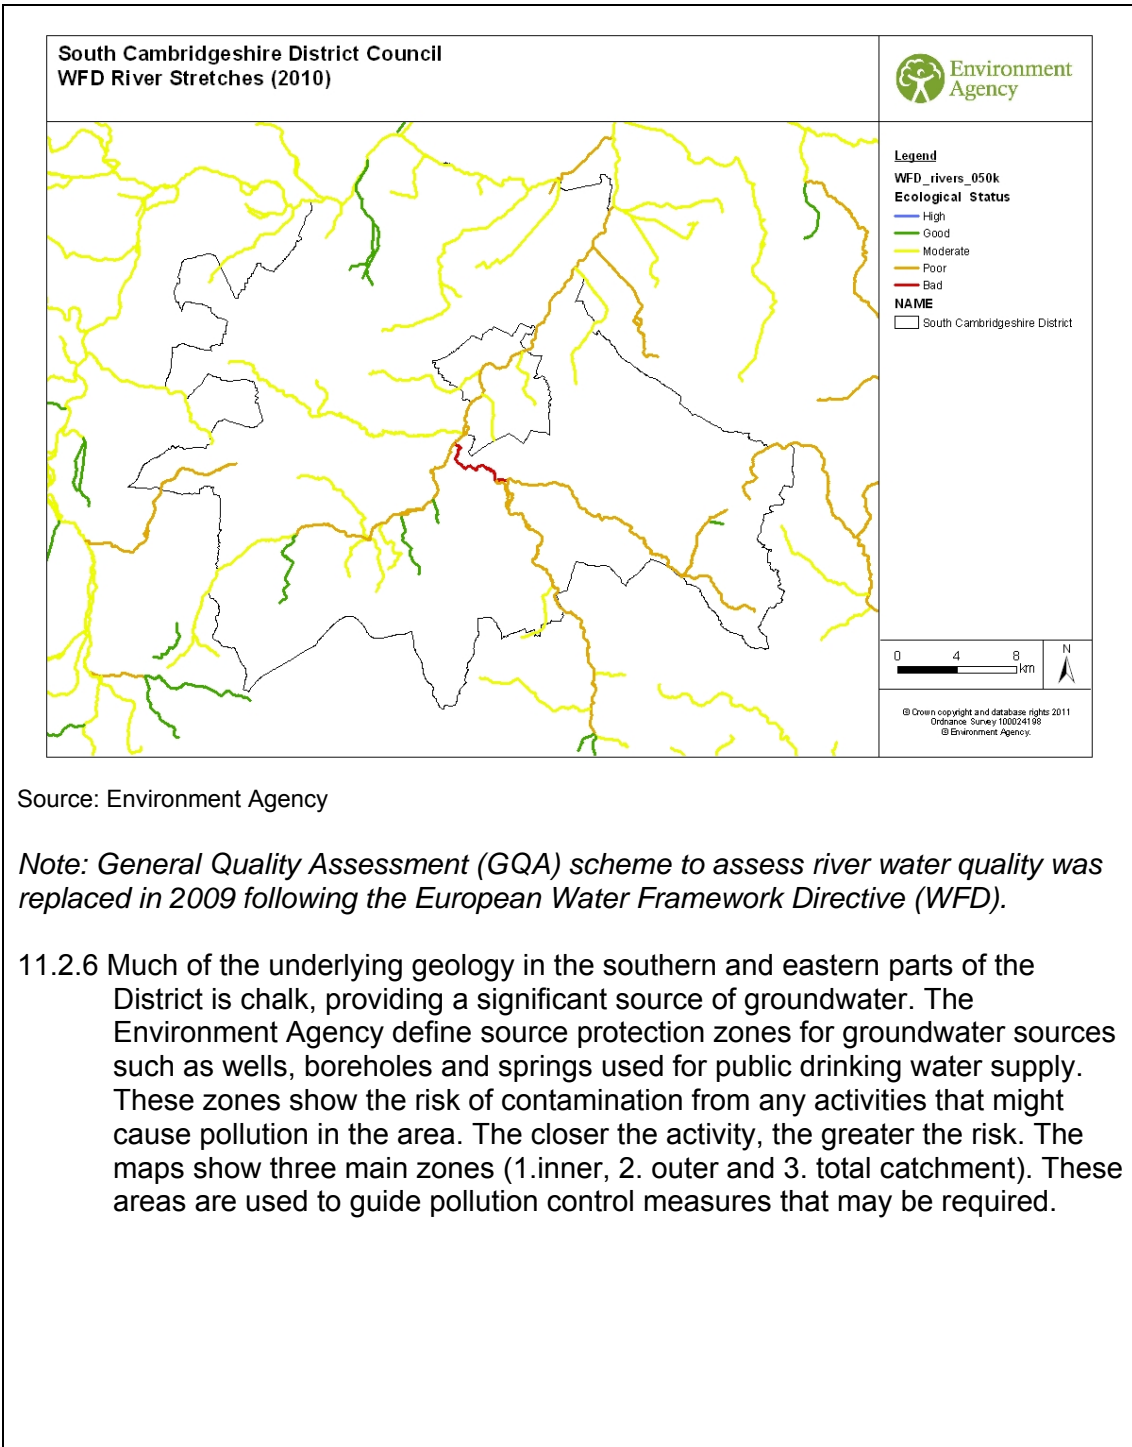 South Cambridgeshire District Council
WFD River Stretches (2010)
Environment
Agency
Legend
WFD_rivers_050k
Ecological Status
High
Good
Moderate
Poor
Bad
NAME
South Cambridgeshire District
0 4 8
km
N
© Crown copyright and database rights 2011
Ordnance Survey 100024198
© Environment Agency.
Source: Environment Agency
Note: General Quality Assessment (GQA) scheme to assess river water quality was
replaced in 2009 following the European Water Framework Directive (WFD).
11.2.6 Much of the underlying geology in the southern and eastern parts of the
District is chalk, providing a significant source of groundwater. The
Environment Agency define source protection zones for groundwater sources
such as wells, boreholes and springs used for public drinking water supply.
These zones show the risk of contamination from any activities that might
cause pollution in the area. The closer the activity, the greater the risk. The
maps show three main zones (1.inner, 2. outer and 3. total catchment). These
areas are used to guide pollution control measures that may be required.